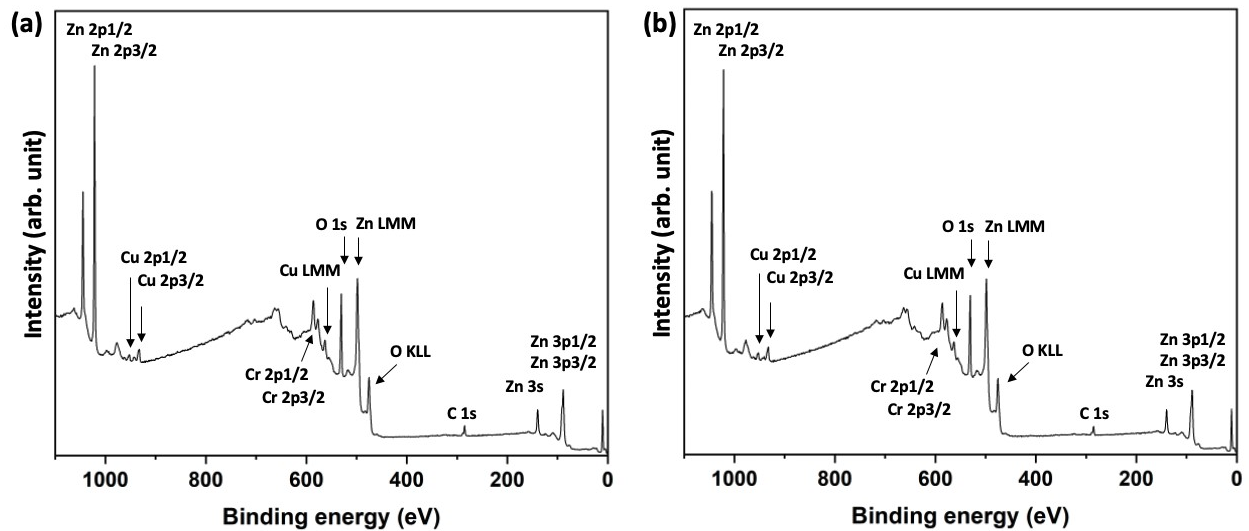 (a)
Zn 2p1/2
Zn 2p3/2
Cu 2p1/2
Cu 2p3/2
O 1s
Zn LMM
Cu LMM
Cr 2p1/2
Cr 2p3/2
O KLL
C 1s
Zn 3s
Zn 3p1/2
Zn 3p3/2
Intensity (arb. unit)
1000 800 600 400 200 0
Binding energy (eV)
(b)
Zn 2p1/2
Zn 2p3/2
Cu 2p1/2
Cu 2p3/2
O 1s
Zn LMM
Cu LMM
Cr 2p1/2
Cr 2p3/2
O KLL
C 1s
Zn 3s
Zn 3p1/2
Zn 3p3/2
Intensity (arb. unit)
1000 800 600 400 200 0
Binding energy (eV)